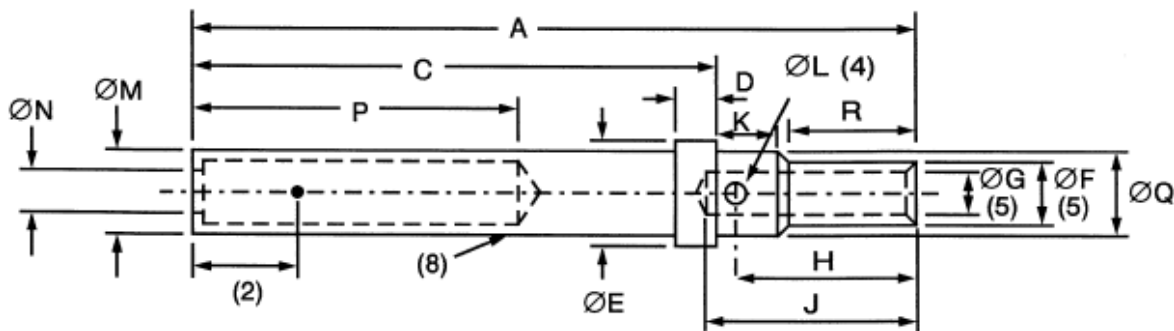 A
C
ØL (4)
D
ØM
P
R
ØN
K
ØG
ØF
ØQ
(5)
(5)
(8)
H
(2)
ØE
J